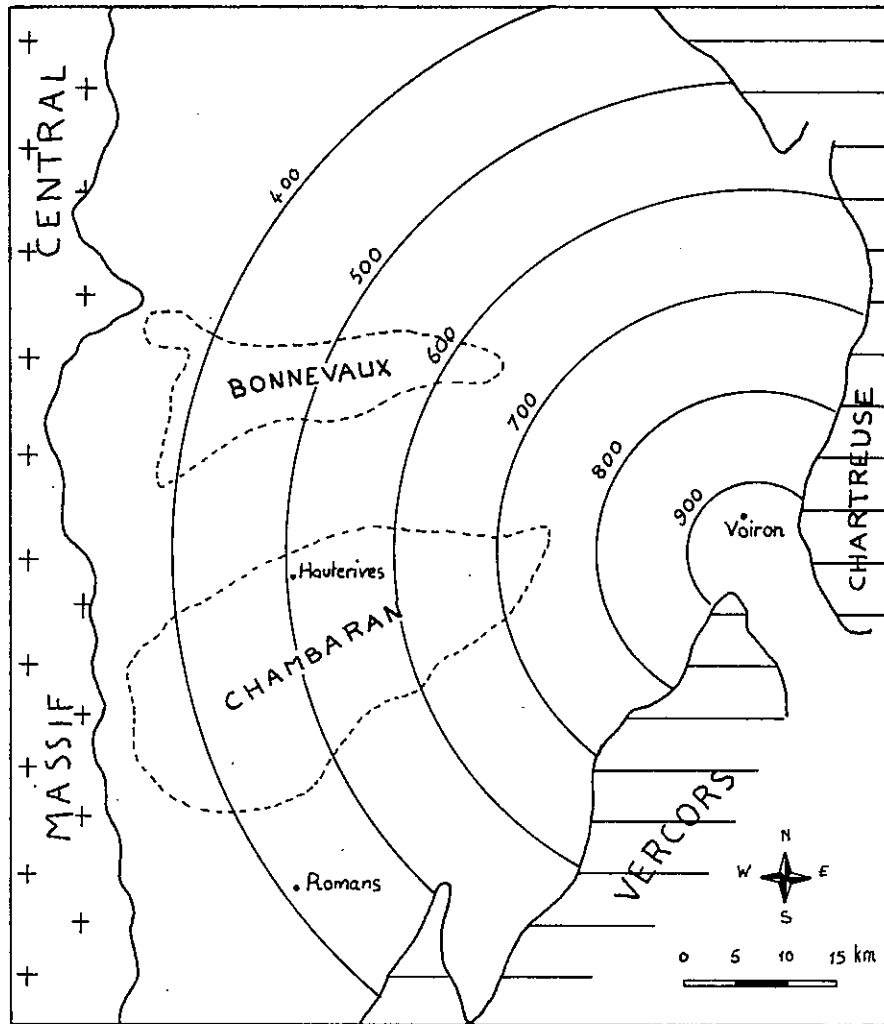 MASSIF CENTRAL
400
500
600
700
800
900
BONNEVAUX
Voiron
CHARTREUSE
Hauterives
CHAMBARAN
Romans
VERCORS
N
W E
S
0 5 10 15 km